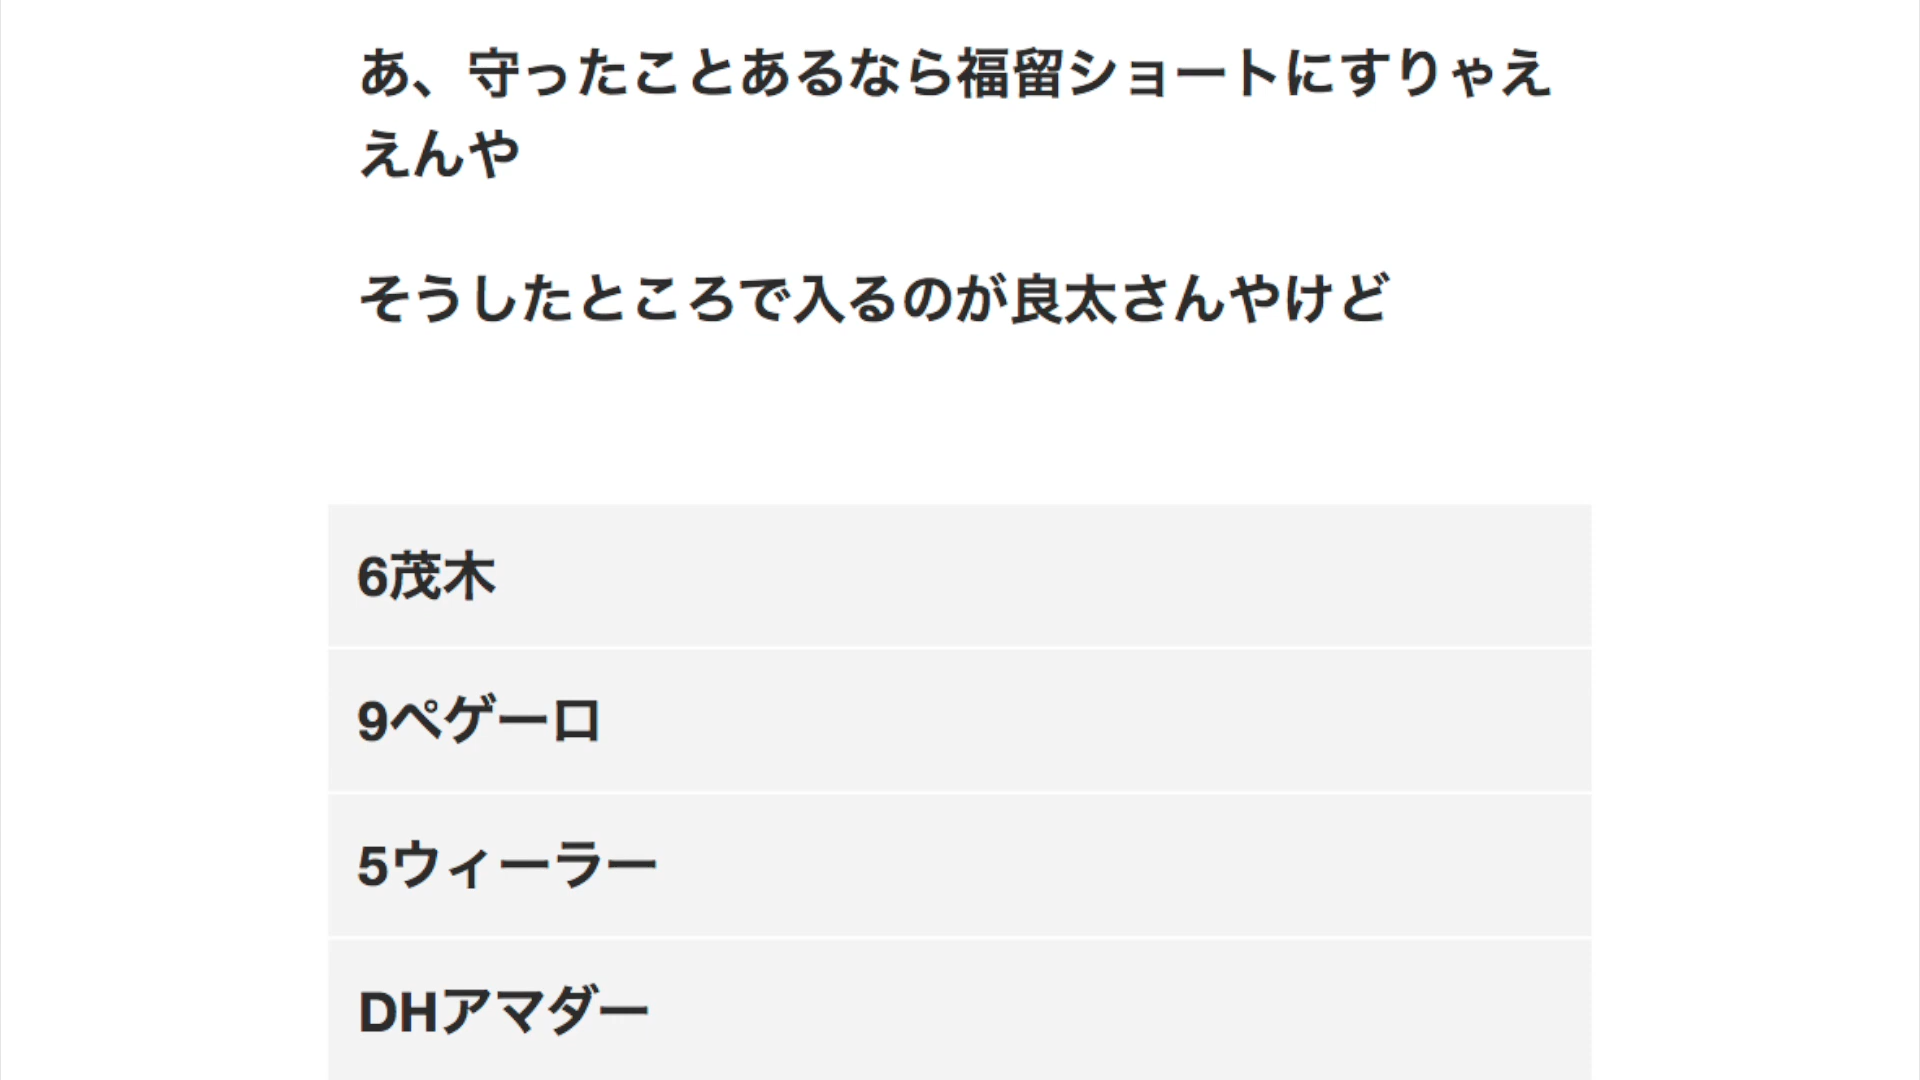 あ、守ったことあるなら福留ショートにすりゃえ
えんや
そうしたところで入るのが良太さんやけど
6茂木
9ペゲーロ
5ウィーラー
DHアマダー